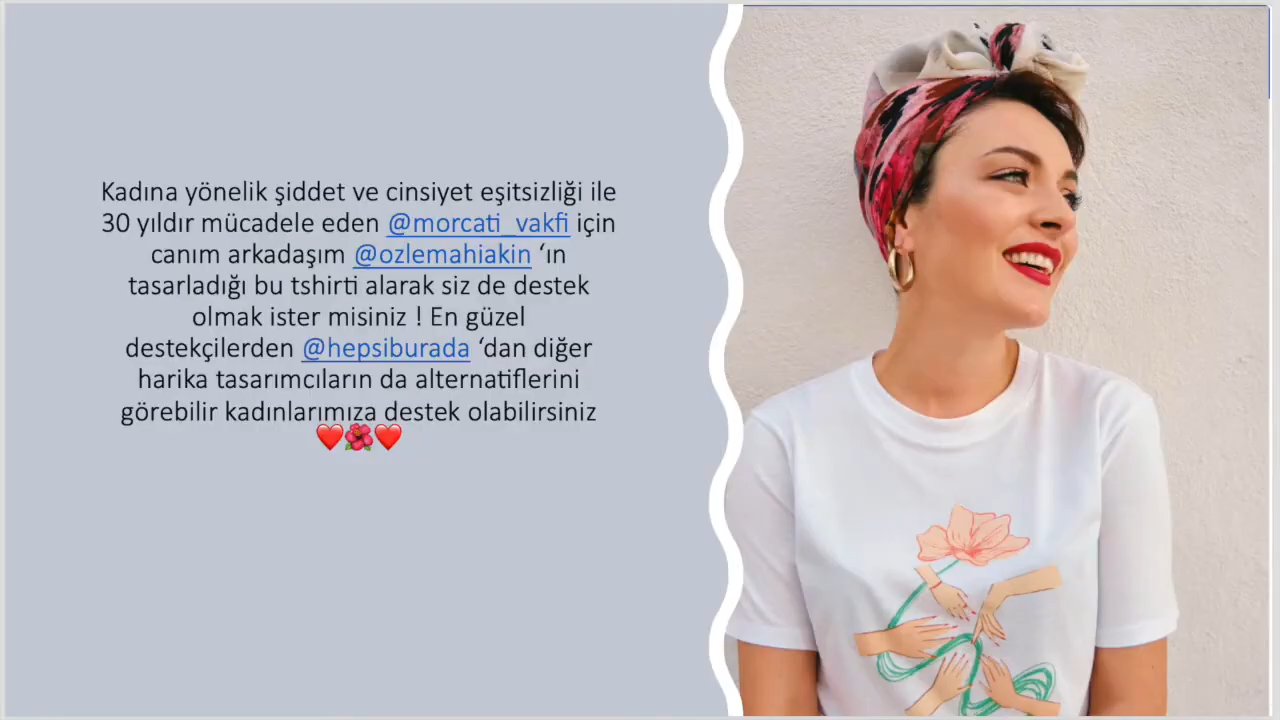 Kadına yönelik şiddet ve cinsiyet eşitsizliği ile
30 yıldır mücadele eden @morcati_vakfi için
canım arkadaşım @ozlemahiakin ‘ın
tasarladığı bu tshirti alarak siz de destek
olmak ister misiniz ! En güzel
destekçilerden @hepsiburada ‘dan diğer
harika tasarımcıların da alternatiflerini
görebilir kadınlarımıza destek olabilirsiniz
❤️🌺❤️